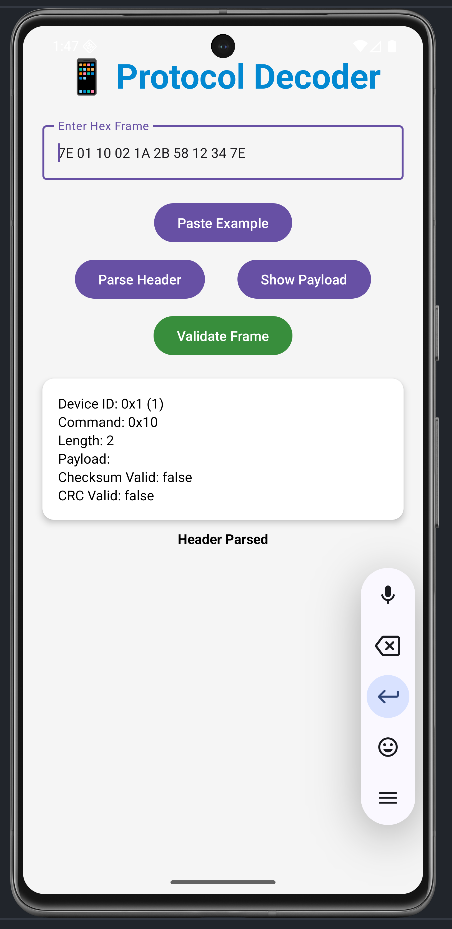 1:47
Protocol Decoder
Enter Hex Frame
7E 01 10 02 1A 2B 58 12 34 7E
Paste Example
Parse Header Show Payload
Validate Frame
Device ID: 0x1 (1)
Command: 0x10
Length: 2
Payload:
Checksum Valid: false
CRC Valid: false
Header Parsed